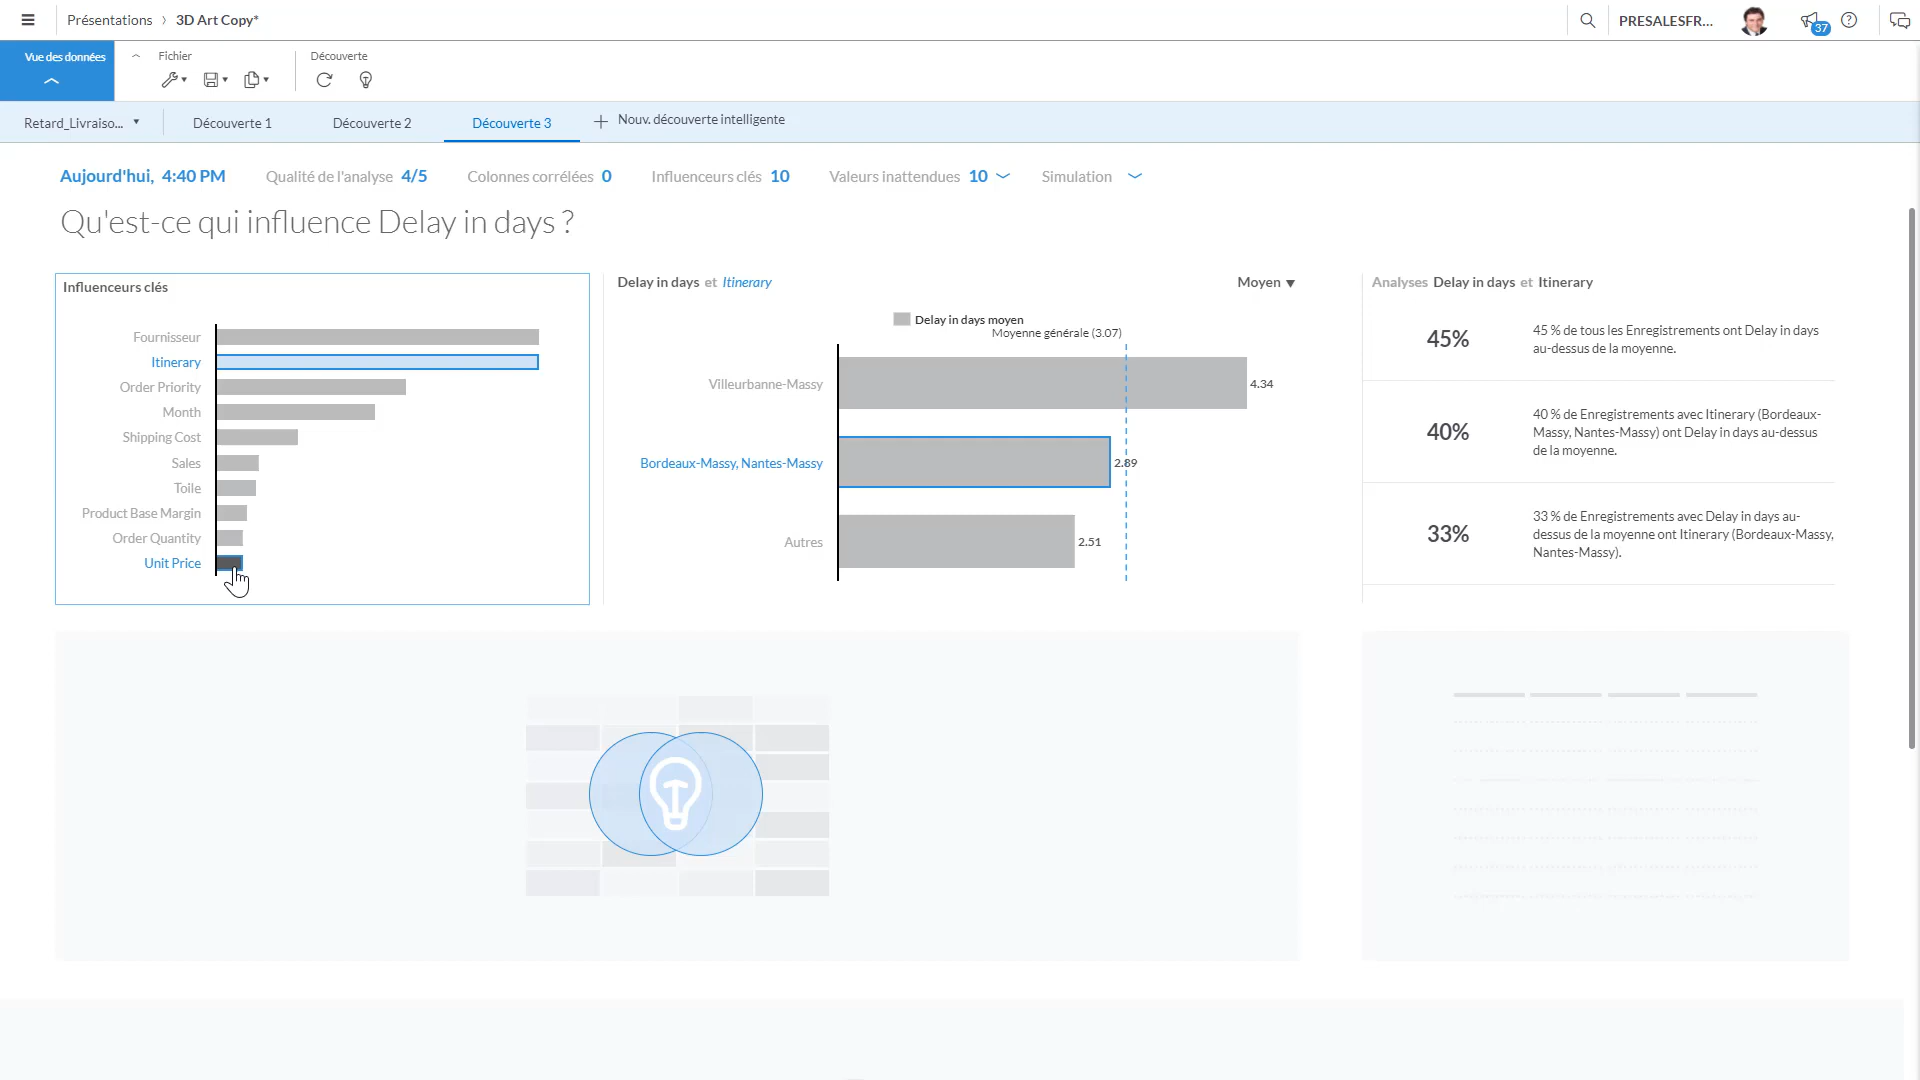 Présentations › 3D Art Copy*
PRESALESFR...
37
Vue des données
Fichier
Découverte
Retard_Livraiso...
Découverte 1
Découverte 2
Découverte 3
Nouv. découverte intelligente
Aujourd'hui, 4:40 PM
Qualité de l'analyse 4/5
Colonnes corrélées 0
Influenceurs clés 10
Valeurs inattendues 10
Simulation
Qu'est-ce qui influence Delay in days ?
Influenceurs clés
Fournisseur
Itinerary
Order Priority
Month
Shipping Cost
Sales
Toile
Product Base Margin
Order Quantity
Unit Price
Delay in days et Itinerary
Moyen
Delay in days moyen
Moyenne générale (3.07)
Villeurbanne-Massy
4.34
Bordeaux-Massy, Nantes-Massy
2.89
Autres
2.51
Analyses Delay in days et Itinerary
45%
45 % de tous les Enregistrements ont Delay in days
au-dessus de la moyenne.
40%
40 % de Enregistrements avec Itinerary (Bordeaux-
Massy, Nantes-Massy) ont Delay in days au-dessus
de la moyenne.
33%
33 % de Enregistrements avec Delay in days au-
dessus de la moyenne ont Itinerary (Bordeaux-Massy,
Nantes-Massy).